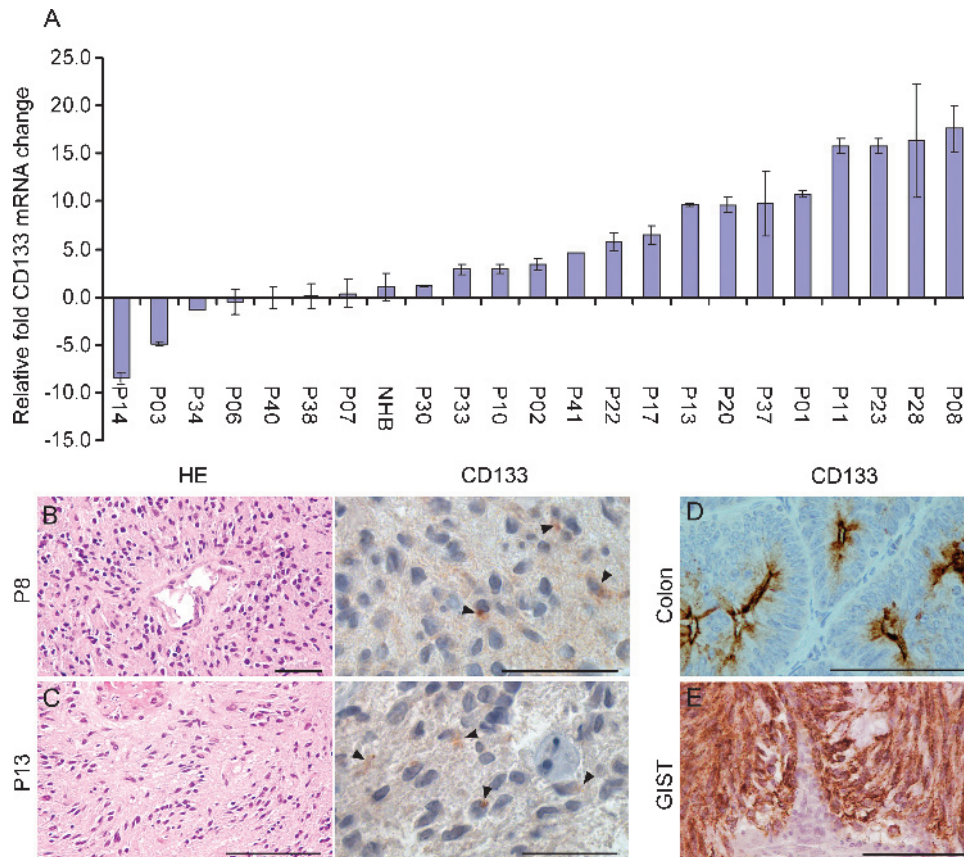 A
Relative fold CD133 mRNA change
25.0
20.0
15.0
10.0
5.0
0.0
-5.0
-10.0
-15.0
P14 P03 P34 P06 P40 P38 P07 NHB P30 P33 P10 P02 P41 P22 P17 P13 P20 P37 P01 P11 P23 P28 P08
HE CD133 CD133
B D
P8 Colon
C E
P13 GIST